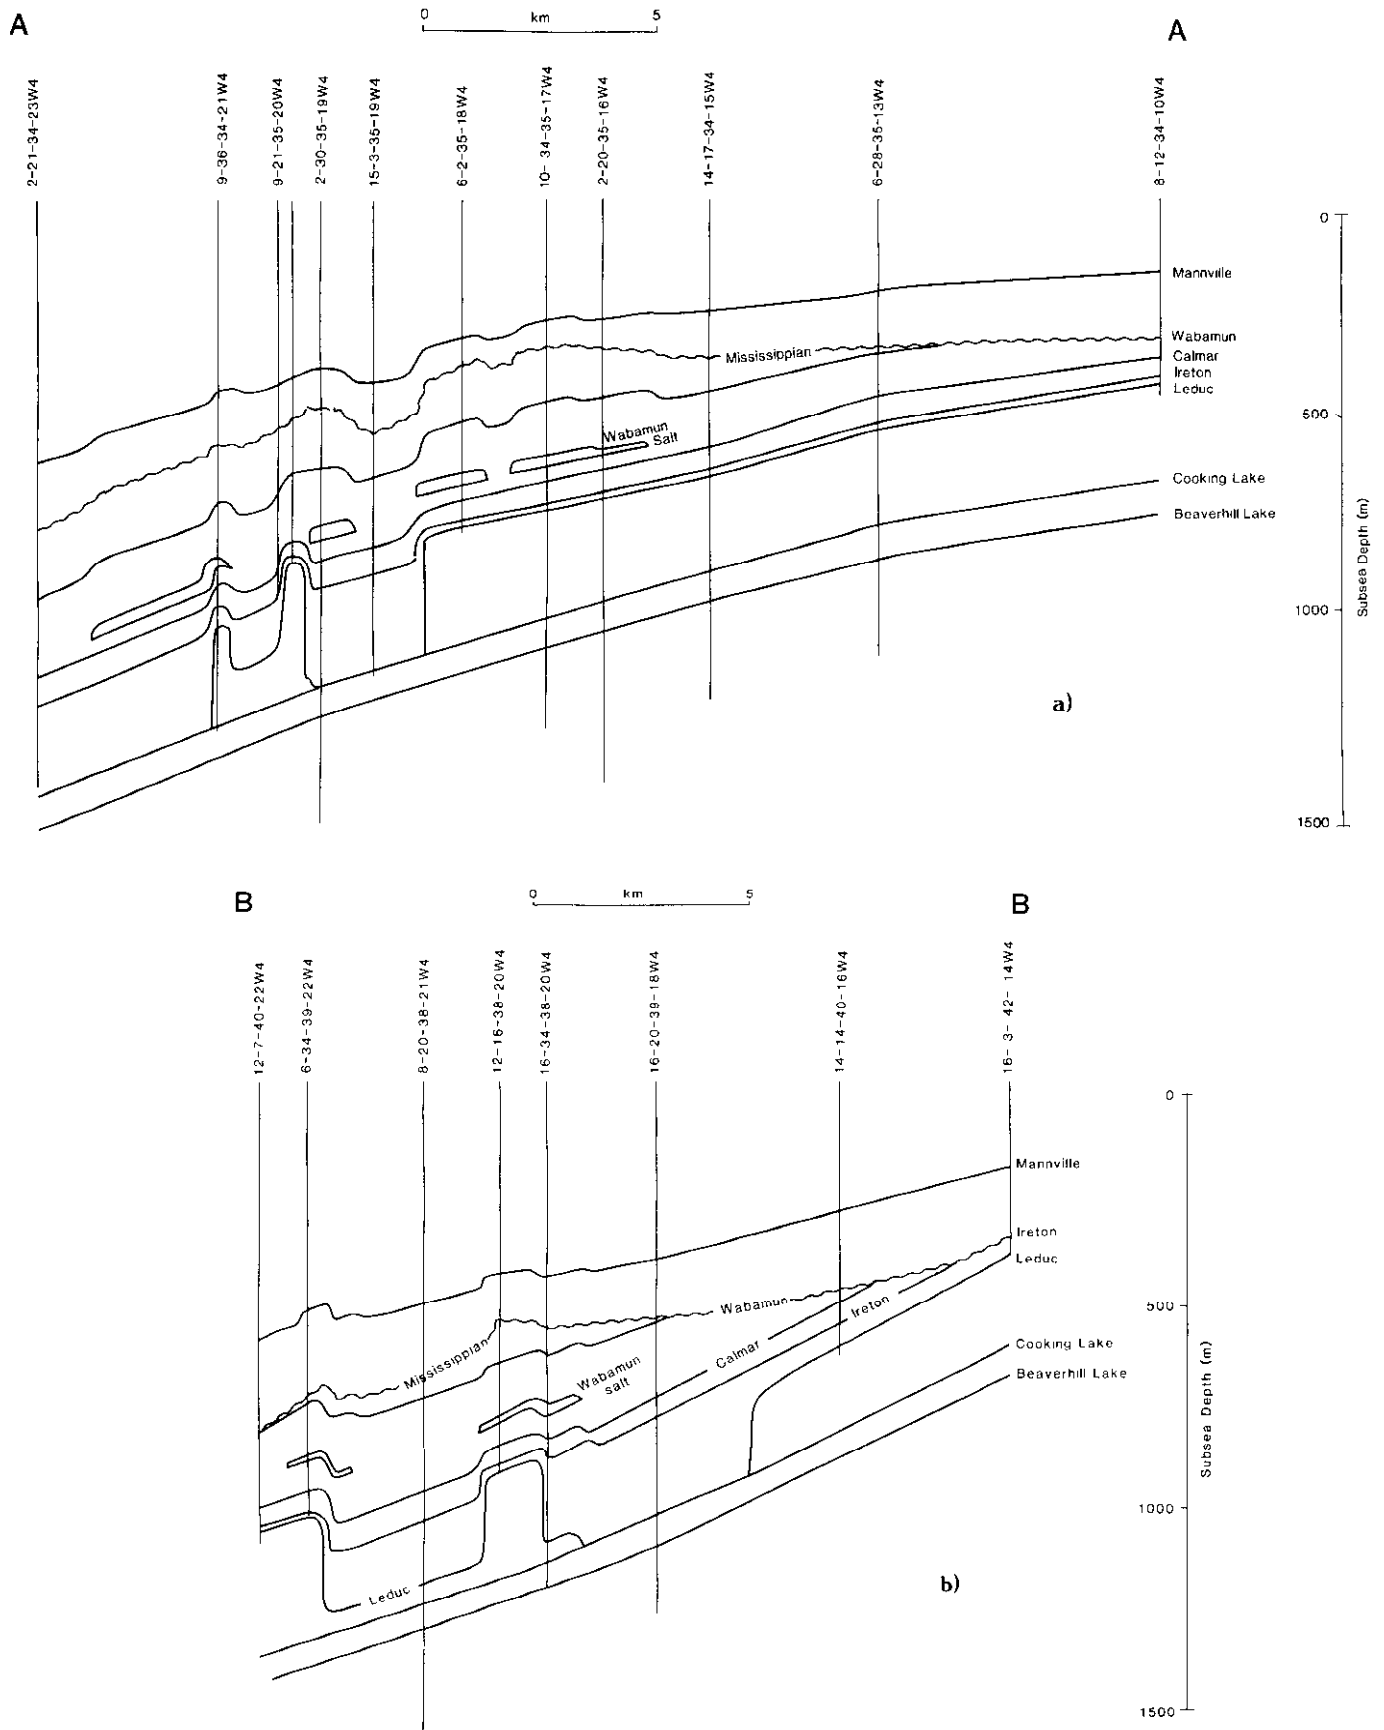 A
A
0 km 5
2-21-34-23W4
9-36-34-21W4
9-21-35-20W4
2-30-35-19W4
15-3-35-19W4
6-2-35-18W4
10-34-35-17W4
2-20-35-16W4
14-17-34-15W4
6-28-35-13W4
8-12-34-10W4
0
500
1000
1500
Subsea Depth (m)
Mannville
Mississippian
Wabamun
Calmar
Ireton
Leduc
Wabamun
Salt
Cooking Lake
Beaverhill Lake
a)
B
B
0 km 5
12-7-40-22W4
6-34-39-22W4
8-20-38-21W4
12-16-38-20W4
16-34-38-20W4
16-20-39-18W4
14-14-40-16W4
16-3-42-14W4
0
500
1000
1500
Subsea Depth (m)
Mannville
Ireton
Leduc
Wabamun
Ireton
Calmar
Mississippian
Wabamun
salt
Cooking Lake
Beaverhill Lake
Leduc
b)